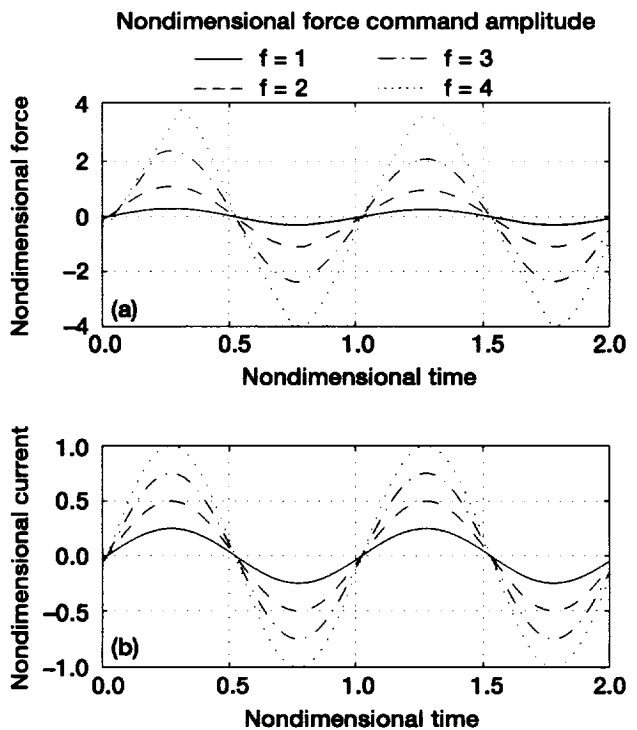 Nondimensional force command amplitude
f = 1
f = 3
f = 2
f = 4
Nondimensional force
4
2
0
−2
−4
(a)
0.0
0.5
1.0
1.5
2.0
Nondimensional time
Nondimensional current
1.0
0.5
0.0
−0.5
−1.0
(b)
0.0
0.5
1.0
1.5
2.0
Nondimensional time